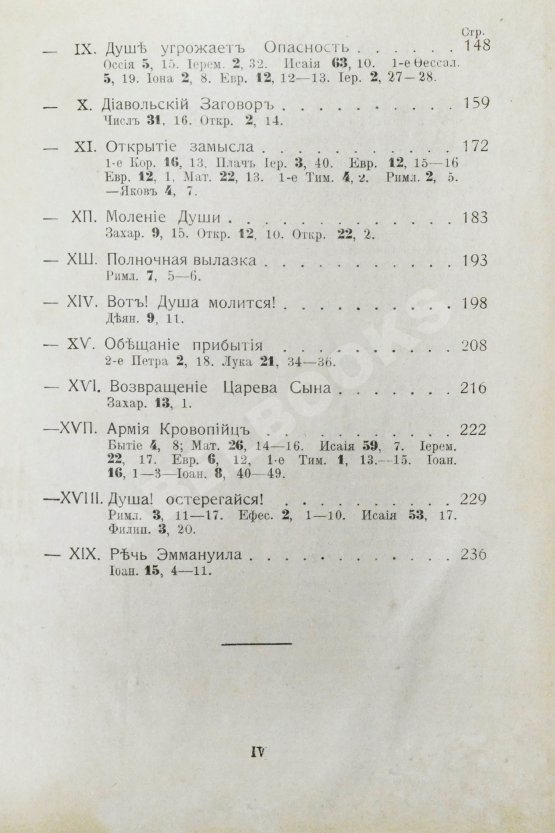 Стр.
— IX. Душѣ угрожаетъ Опасность . . . . . . 148
Оссія 5, 15. Іерем. 2, 32. Исаія 63, 10. 1-е Ѳессал.
5, 19. Іона 2, 8. Евр. 12, 12—13. Іер. 2, 27—28.
— X. Діавольскій Заговоръ . . . . . . . . . . 159
Числъ 31, 16. Откр. 2, 14.
— XI. Открытіе замысла . . . . . . . . . . . 172
1-е Кор. 16, 13, Плачъ Іер. 3, 40. Евр. 12, 15—16
Евр. 12, 1, Мат. 22, 13. 1-е Тим. 4, 2. Римл. 2, 5.
—Яковъ 4, 7.
— XII. Моленіе Души . . . . . . . . . . . . . 183
Захар. 9, 15. Откр. 12, 10. Откр. 22, 2.
— XIII. Полночная вылазка . . . . . . . . . . . 193
Римл. 7, 5—6.
— XIV. Вотъ! Душа молится! . . . . . . . . . . 198
Дѣян. 9, 11.
— XV. Обѣщаніе прибытія . . . . . . . . . . 208
2-е Петра 2, 18. Лука 21, 34—36.
— XVI. Возвращеніе Царева Сына . . . . . . . 216
Захар. 13, 1.
—XVII. Армія Кровопійцъ . . . . . . . . . . . 222
Бытіе 4, 8; Мат. 26, 14—16. Исаія 59, 7. Іерем.
22, 17. Евр. 6, 12, 1-е Тим. 1, 13.—15. Іоан.
16, 1—3—Іоан. 8, 40—49.
—XVIII. Душа! остерегайся! . . . . . . . . . . 229
Римл. 3, 11—17. Ефес. 2, 1—10. Исаія 53, 17.
Филип. 3, 20.
— XIX. Рѣчь Эммануила . . . . . . . . . . . . 236
Іоан. 15, 4—11.
BOOKS
IV